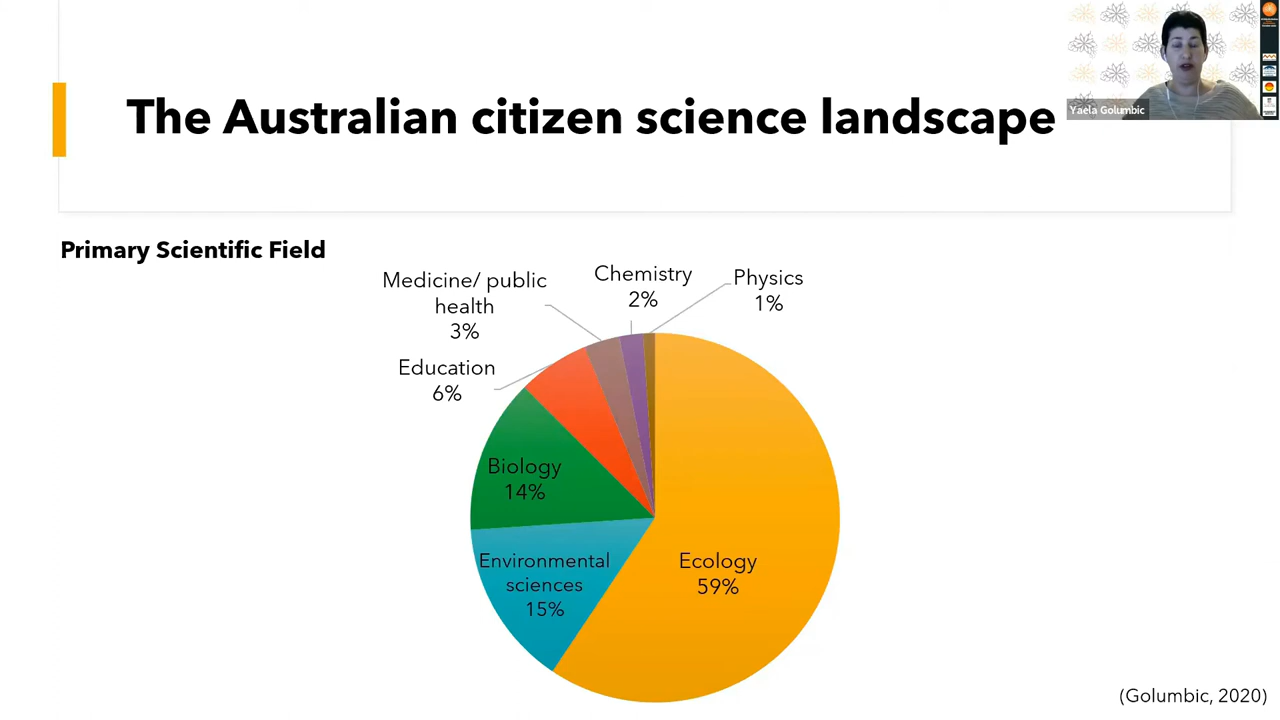 The Australian citizen science landscape
Yaela Golumbic
Primary Scientific Field
Medicine/ public
health
3%
Chemistry
2%
Physics
1%
Education
6%
Biology
14%
Environmental
sciences
15%
Ecology
59%
(Golumbic, 2020)